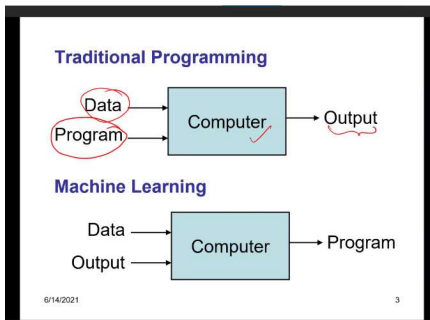 Traditional Programming
Data
Program
Computer
Output
Machine Learning
Data
Output
Computer
Program
6/14/2021
3